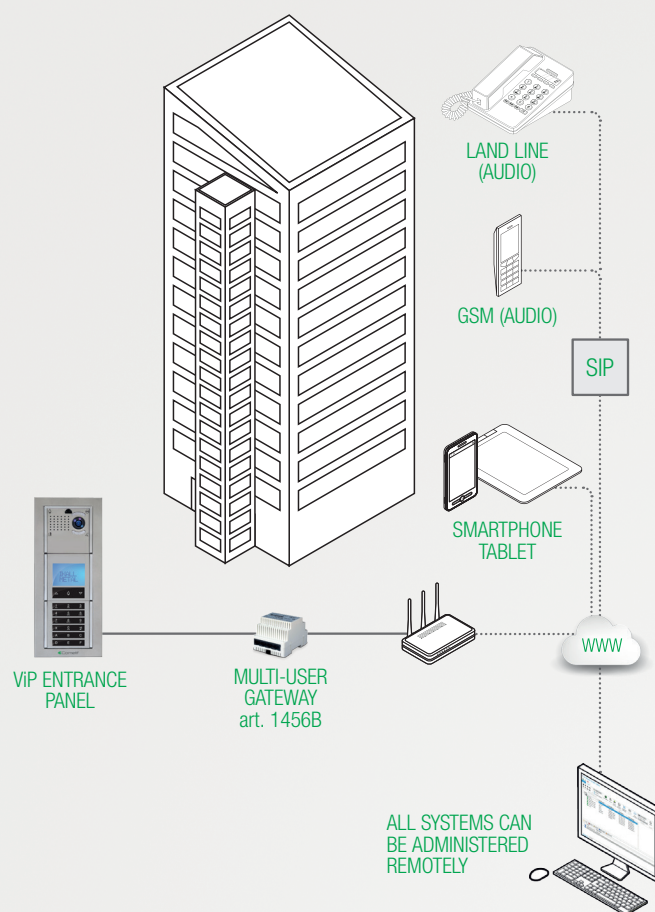 LAND LINE
(AUDIO)
GSM (AUDIO)
SIP
SMARTPHONE
TABLET
WWW
ViP ENTRANCE
PANEL
MULTI-USER
GATEWAY
art. 1456B
ALL SYSTEMS CAN
BE ADMINISTERED
REMOTELY